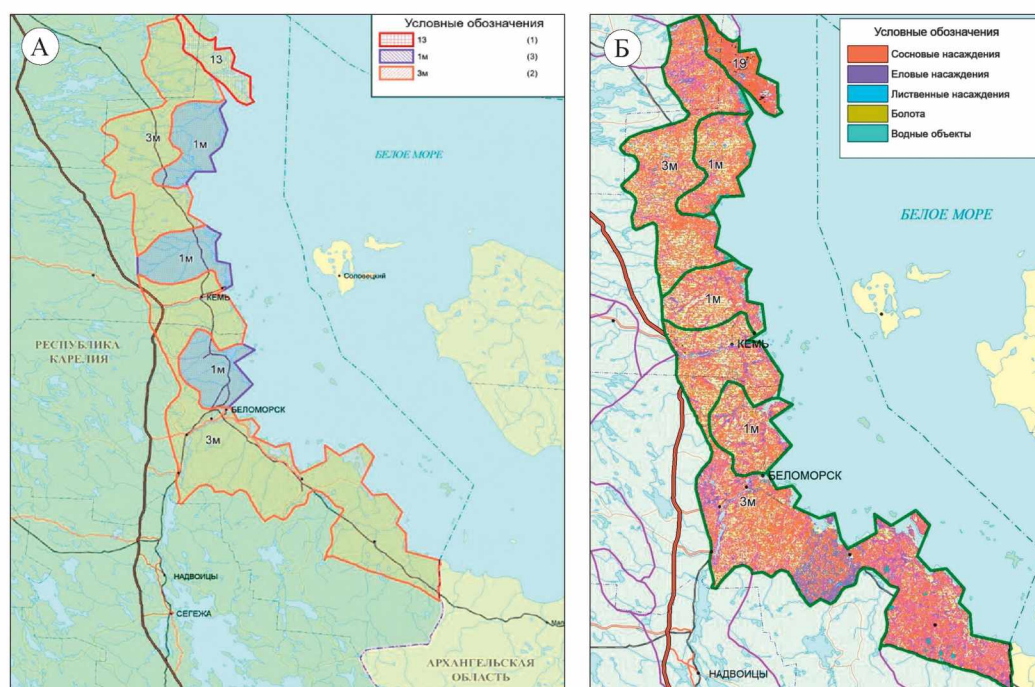 А
Условные обозначения
13 (1)
1м (3)
3м (2)
13
3м
1м
БЕЛОЕ МОРЕ
1м
Соловецкий
КЕМЬ
РЕСПУБЛИКА
КАРЕЛИЯ
1м
БЕЛОМОРСК
3м
НАДВОИЦЫ
СЕГЕЖА
АРХАНГЕЛЬСКАЯ
ОБЛАСТЬ
Б
Условные обозначения
Сосновые насаждения
Еловые насаждения
Лиственные насаждения
Болота
Водные объекты
19
3м
1м
БЕЛОЕ МОРЕ
1м
КЕМЬ
1м
БЕЛОМОРСК
3м
НАДВОИЦЫ